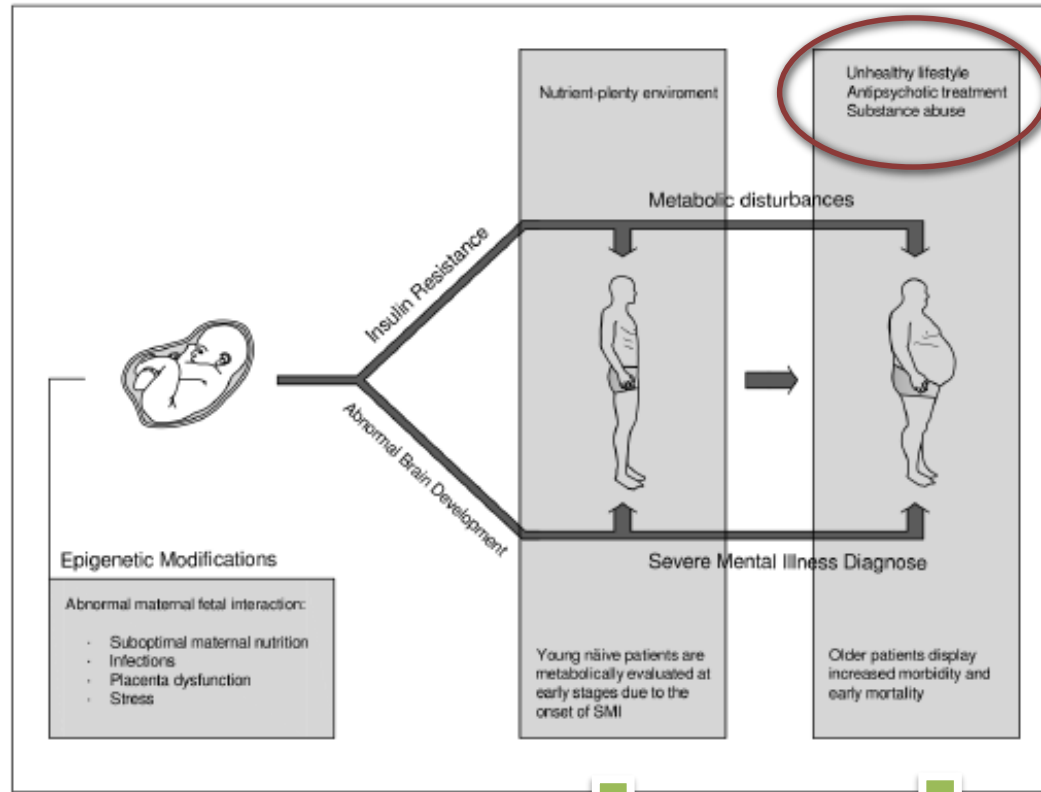 Nutrient-plenty enviroment
Unhealthy lifestyle
Antipsychotic treatment
Substance abuse
Metabolic disturbances
Insulin Resistance
Abnormal Brain Development
Severe Mental Illness Diagnose
Epigenetic Modifications
Abnormal maternal fetal interaction:
· Suboptimal maternal nutrition
· Infections
· Placenta dysfunction
· Stress
Young näive patients are
metabolically evaluated at
early stages due to the
onset of SMI
Older patients display
increased morbidity and
early mortality